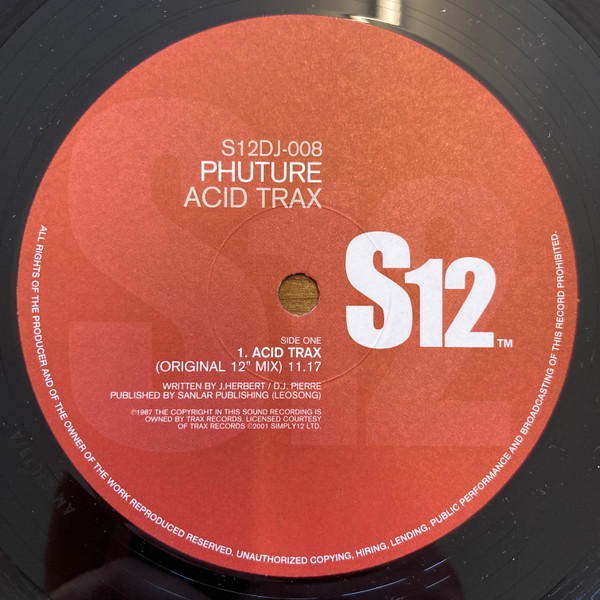 S12DJ-008
PHUTURE
ACID TRAX
S12™
SIDE ONE
1. ACID TRAX
(ORIGINAL 12" MIX) 11.17
WRITTEN BY J.HERBERT / D.J. PIERRE
PUBLISHED BY SANLAR PUBLISHING (LEOSONG)
℗1987 THE COPYRIGHT IN THIS SOUND RECORDING IS
OWNED BY TRAX RECORDS. LICENSED COURTESY
OF TRAX RECORDS ©2001 SIMPLY12 LTD.
ALL RIGHTS OF THE PRODUCER AND OF THE OWNER OF THE WORK REPRODUCED RESERVED. UNAUTHORIZED COPYING, HIRING, LENDING, PUBLIC PERFORMANCE AND BROADCASTING OF THIS RECORD PROHIBITED.
S12